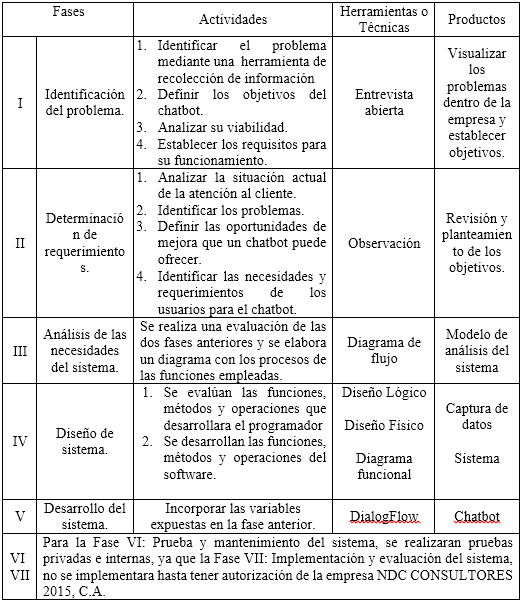 Fases
Actividades
Herramientas o
Técnicas
Productos
I
Identificación
del problema.
1. Identificar el problema
mediante una herramienta de
recolección de información
2. Definir los objetivos del
chatbot.
3. Analizar su viabilidad.
4. Establecer los requisitos para
su funcionamiento.
Entrevista
abierta
Visualizar
los
problemas
dentro de la
empresa y
establecer
objetivos.
II
Determinació
n de
requerimiento
s.
1. Analizar la situación actual
de la atención al cliente.
2. Identificar los problemas.
3. Definir las oportunidades de
mejora que un chatbot puede
ofrecer.
4. Identificar las necesidades y
requerimientos de los
usuarios para el chatbot.
Observación
Revisión y
planteamien
to de los
objetivos.
III
Análisis de las
necesidades
del sistema.
Se realiza una evaluación de las
dos fases anteriores y se elabora
un diagrama con los procesos de
las funciones empleadas.
Diagrama de
flujo
Modelo de
análisis del
sistema
IV
Diseño de
sistema.
1. Se evalúan las funciones,
métodos y operaciones que
desarrollara el programador
2. Se desarrollan las funciones,
métodos y operaciones del
software.
Diseño Lógico
Diseño Físico
Diagrama
funcional
Captura de
datos
Sistema
V
Desarrollo del
sistema.
Incorporar las variables
expuestas en la fase anterior.
DialogFlow
Chatbot
VI
VII
Para la Fase VI: Prueba y mantenimiento del sistema, se realizaran pruebas
privadas e internas, ya que la Fase VII: Implementación y evaluación del sistema,
no se implementara hasta tener autorización de la empresa NDC CONSULTORES
2015, C.A.